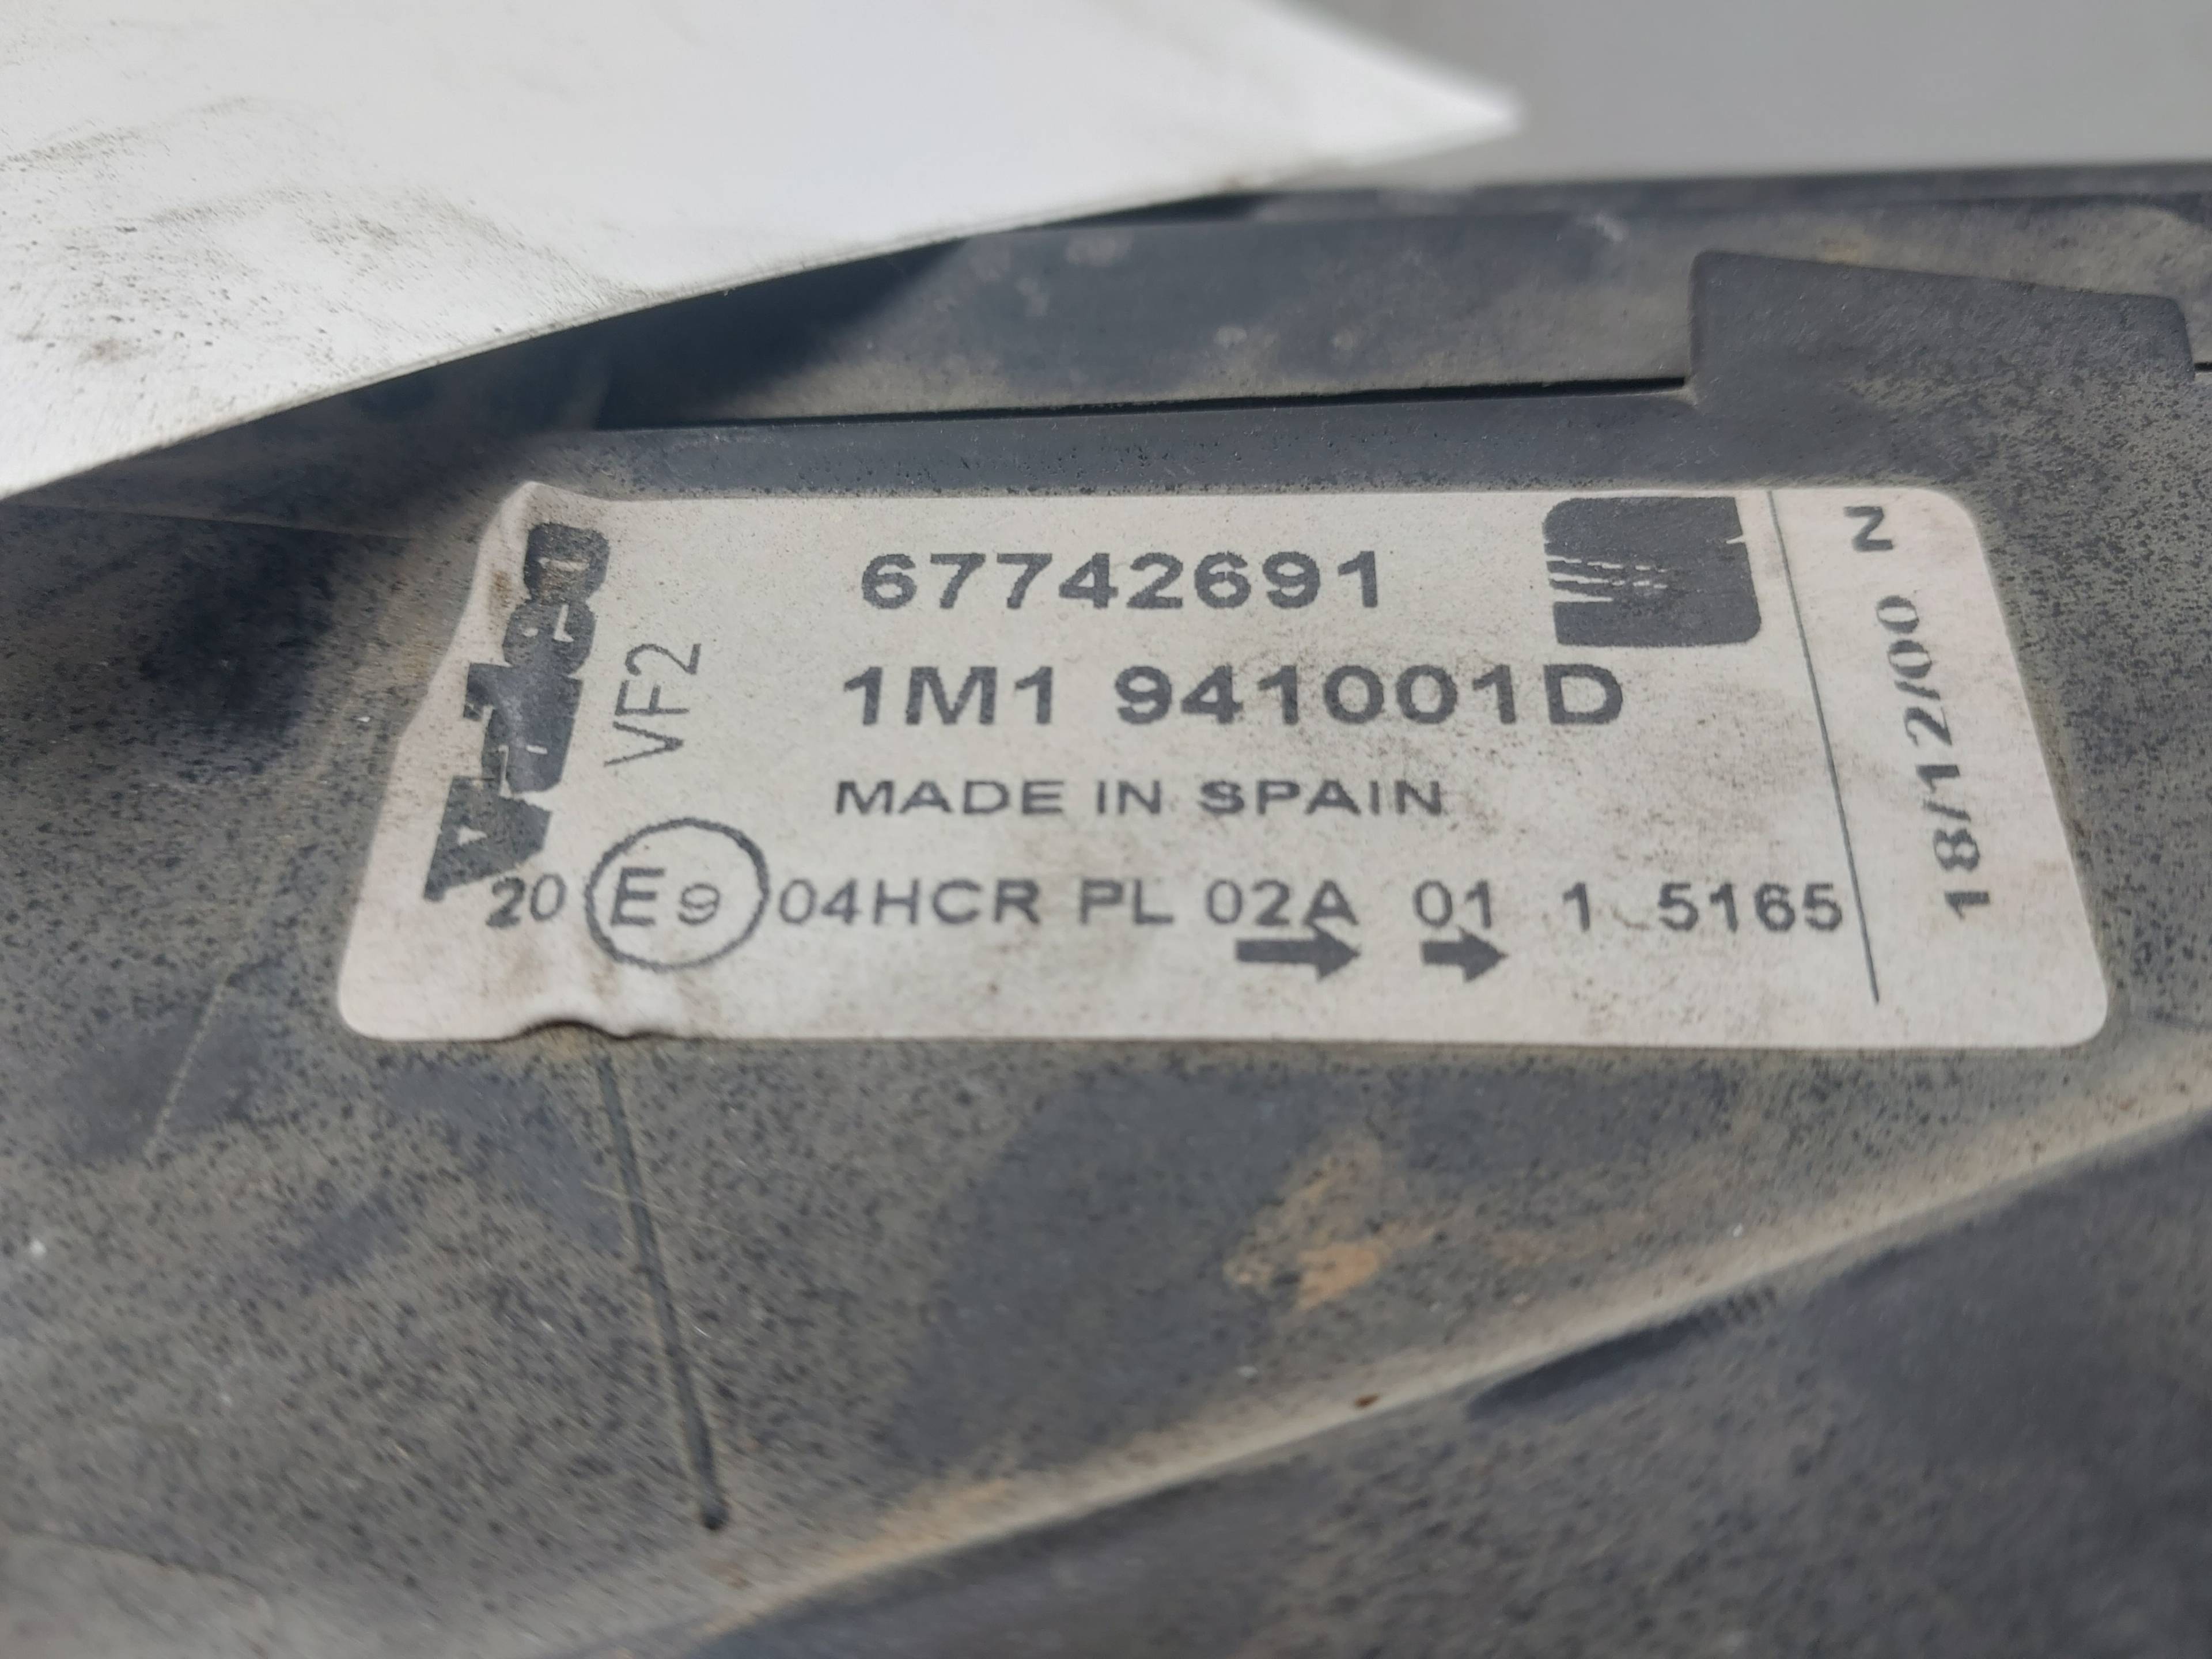 Valeo
VF2
67742691
1M1 941001D
MADE IN SPAIN
20 E9 04HCR PL 02A 01 1 5165
18/12/00 N